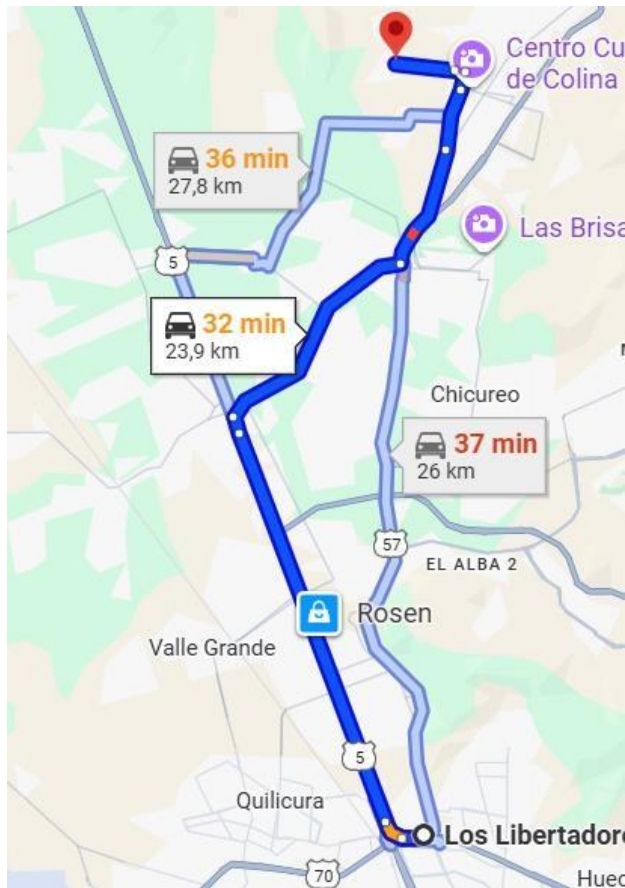 Centro Cu
de Colina
36 min
27,8 km
Las Brisa
5
32 min
23,9 km
Chicureo
37 min
26 km
57
EL ALBA 2
Rosen
Valle Grande
5
Quilicura
Los Libertadore
70
Huec